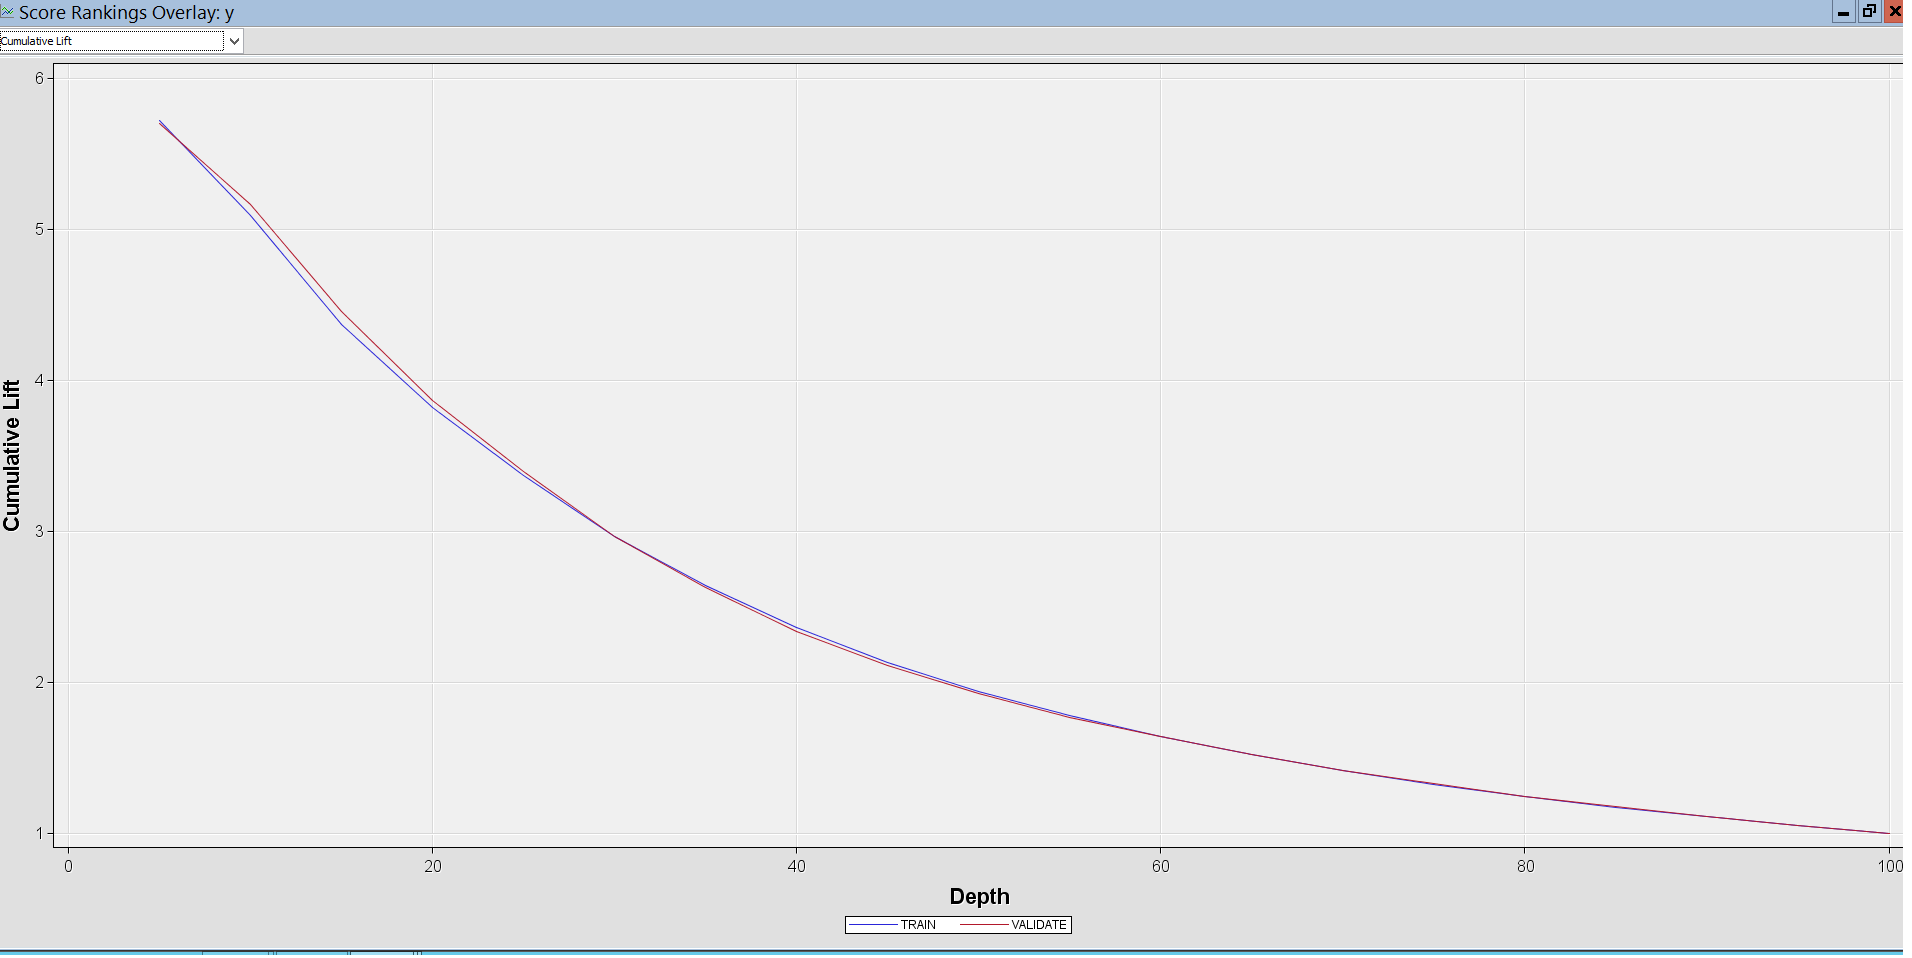 Score Rankings Overlay: y
Cumulative Lift
6
5
4
3
2
1
Cumulative Lift
0 20 40 60 80 100
Depth
TRAIN VALIDATE